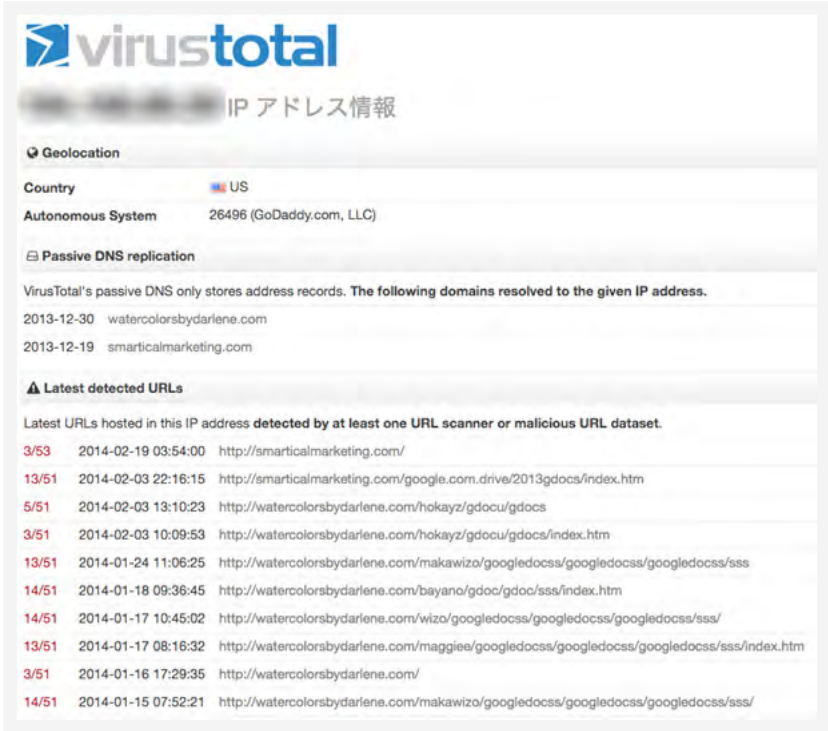 virustotal
IP アドレス情報
Geolocation
Country US
Autonomous System 26496 (GoDaddy.com, LLC)
Passive DNS replication
VirusTotal's passive DNS only stores address records. The following domains resolved to the given IP address.
2013-12-30 watercolorsbydarlene.com
2013-12-19 smarticalmarketing.com
Latest detected URLs
Latest URLs hosted in this IP address detected by at least one URL scanner or malicious URL dataset.
3/53 2014-02-19 03:54:00 http://smarticalmarketing.com/
13/51 2014-02-03 22:16:15 http://smarticalmarketing.com/google.com.drive/2013gdocs/index.htm
5/51 2014-02-03 13:10:23 http://watercolorsbydarlene.com/hokayz/gdocu/gdocs
3/51 2014-02-03 10:09:53 http://watercolorsbydarlene.com/hokayz/gdocu/gdocs/index.htm
13/51 2014-01-24 11:06:25 http://watercolorsbydarlene.com/makawizo/googledocss/googledocss/googledocss/sss
14/51 2014-01-18 09:36:45 http://watercolorsbydarlene.com/bayano/gdoc/gdoc/sss/index.htm
14/51 2014-01-17 10:45:02 http://watercolorsbydarlene.com/wizo/googledocss/googledocss/googledocss/sss/
13/51 2014-01-17 08:16:32 http://watercolorsbydarlene.com/maggiee/googledocss/googledocss/googledocss/sss/index.htm
3/51 2014-01-16 17:29:35 http://watercolorsbydarlene.com/
14/51 2014-01-15 07:52:21 http://watercolorsbydarlene.com/makawizo/googledocss/googledocss/googledocss/sss/